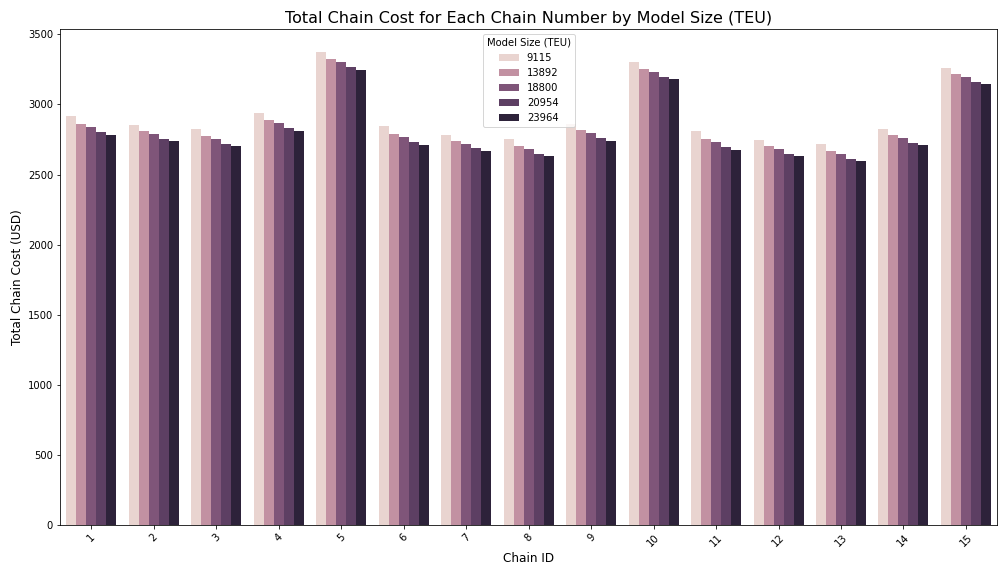 Total Chain Cost for Each Chain Number by Model Size (TEU)
Model Size (TEU)
9115
13892
18800
20954
23964
Total Chain Cost (USD)
3500
3000
2500
2000
1500
1000
500
0
1 2 3 4 5 6 7 8 9 10 11 12 13 14 15
Chain ID